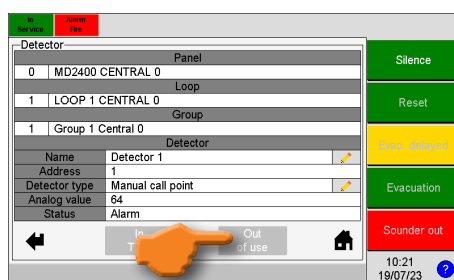 In Service
Alarm Fire
Detector
Panel
0 MD2400 CENTRAL 0
Loop
1 LOOP 1 CENTRAL 0
Group
1 Group 1 Central 0
Detector
Name Detector 1
Address 1
Detector type Manual call point
Analog value 64
Status Alarm
In
T
Out
of use
Silence
Reset
Evac. delayed
Evacuation
Sounder out
10:21
19/07/23
?